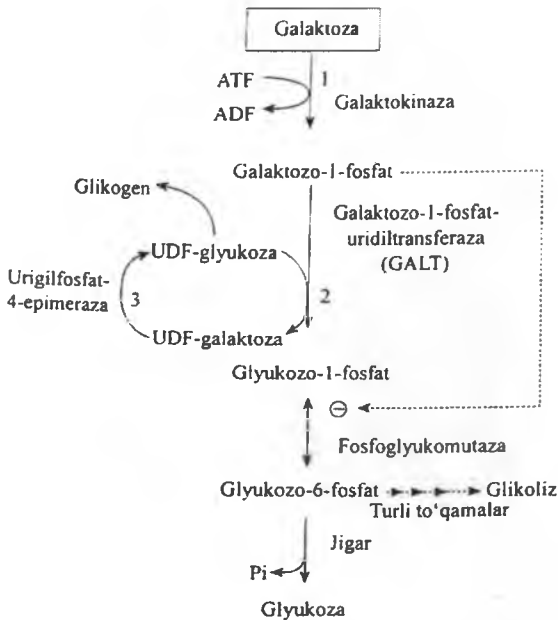 Galaktoza
ATF
1
ADF
Galaktokinaza
Galaktozo-1-fosfat
Glikogen
Galaktozo-1-fosfat-
uridiltransferaza
(GALT)
UDF-glyukoza
Urigilfosfat-
4-epimeraza
3
2
UDF-galaktoza
Glyukozo-1-fosfat
Fosfoglyukomutaza
Glyukozo-6-fosfat
Glikoliz
Turli to‘qamalar
Jigar
Pi
Glyukoza